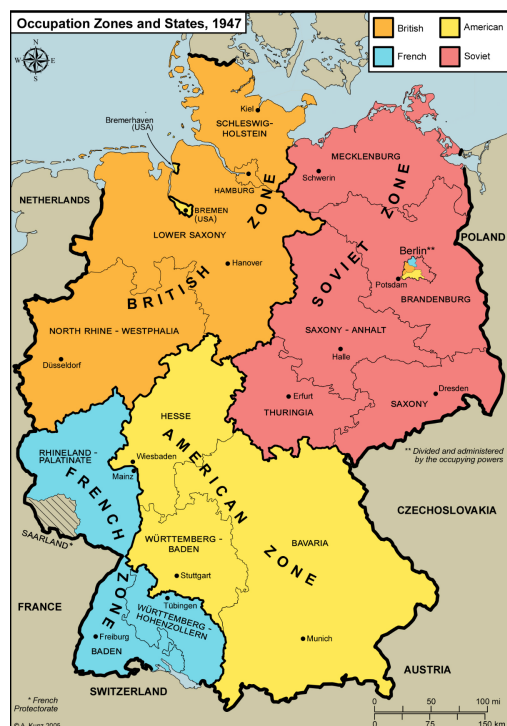 Occupation Zones and States, 1947
British
American
French
Soviet
N
W
E
S
Kiel
SCHLESWIG-
HOLSTEIN
Bremerhaven
(USA)
MECKLENBURG
Schwerin
HAMBURG
NETHERLANDS
BREMEN
(USA)
LOWER SAXONY
POLAND
Berlin**
Hanover
Potsdam
BRANDENBURG
BRITISH ZONE
SOVIET ZONE
NORTH RHINE - WESTPHALIA
SAXONY - ANHALT
Halle
Düsseldorf
Erfurt
Dresden
HESSE
THURINGIA
SAXONY
RHINELAND-
PALATINATE
Wiesbaden
Mainz
** Divided and administered
by the occupying powers
FRENCH ZONE
AMERICAN ZONE
CZECHOSLOVAKIA
SAARLAND*
WÜRTTEMBERG -
BADEN
BAVARIA
Stuttgart
FRANCE
Tübingen
WÜRTTEMBERG -
HOHENZOLLERN
Freiburg
BADEN
Munich
AUSTRIA
SWITZERLAND
* French
Protectorate
0 50 100 mi
0 75 150 km
© A. Kunz 2005